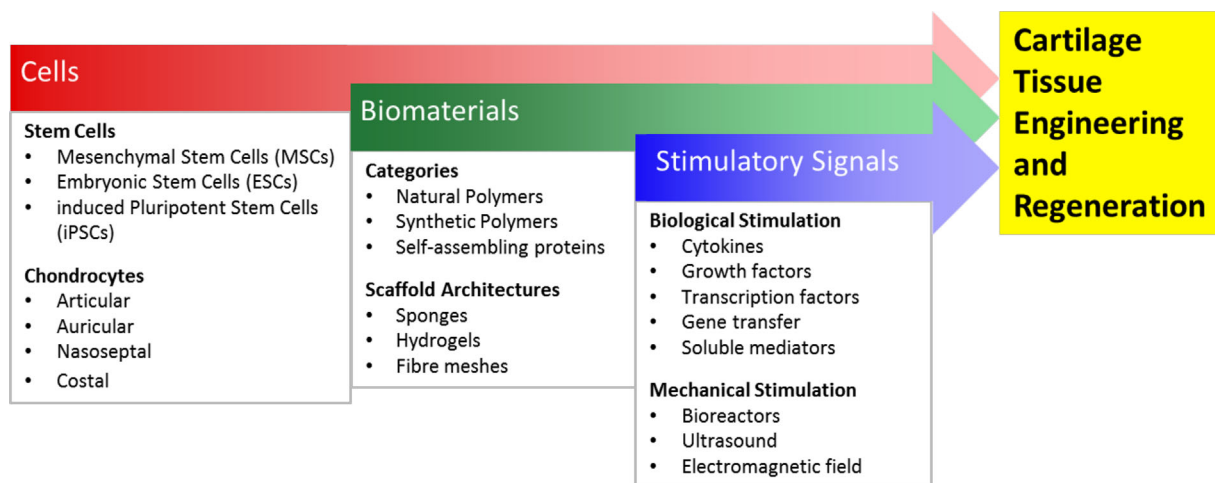 Cells
Stem Cells
• Mesenchymal Stem Cells (MSCs)
• Embryonic Stem Cells (ESCs)
• induced Pluripotent Stem Cells
(iPSCs)
Chondrocytes
• Articular
• Auricular
• Nasoseptal
• Costal
Biomaterials
Categories
• Natural Polymers
• Synthetic Polymers
• Self-assembling proteins
Scaffold Architectures
• Sponges
• Hydrogels
• Fibre meshes
Stimulatory Signals
Biological Stimulation
• Cytokines
• Growth factors
• Transcription factors
• Gene transfer
• Soluble mediators
Mechanical Stimulation
• Bioreactors
• Ultrasound
• Electromagnetic field
Cartilage
Tissue
Engineering
and
Regeneration